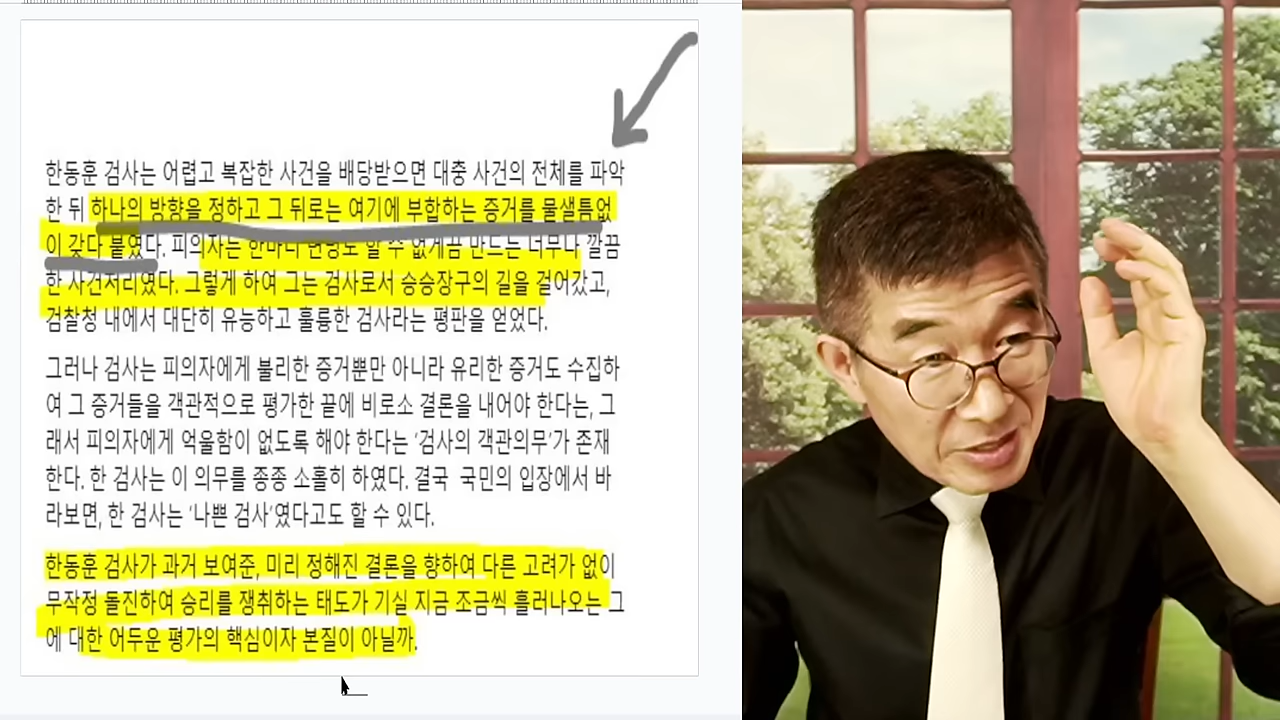 한동훈 검사는 어렵고 복잡한 사건을 배당받으면 대충 사건의 전체를 파악
한 뒤 하나의 방향을 정하고 그 뒤로는 여기에 부합하는 증거를 물샐틈없
이 갖다 붙였다. 피의자는 한마디 변명도 할 수 없게끔 만드는 너무나 깔끔
한 사건처리였다. 그렇게 하여 그는 검사로서 승승장구의 길을 걸어갔고,
검찰청 내에서 대단히 유능하고 훌륭한 검사라는 평판을 얻었다.
그러나 검사는 피의자에게 불리한 증거뿐만 아니라 유리한 증거도 수집하
여 그 증거들을 객관적으로 평가한 끝에 비로소 결론을 내어야 한다는, 그
래서 피의자에게 억울함이 없도록 해야 한다는 '검사의 객관의무'가 존재
한다. 한 검사는 이 의무를 종종 소홀히 하였다. 결국 국민의 입장에서 바
라보면, 한 검사는 '나쁜 검사'였다고도 할 수 있다.
한동훈 검사가 과거 보여준, 미리 정해진 결론을 향하여 다른 고려가 없이
무작정 돌진하여 승리를 쟁취하는 태도가 기실 지금 조금씩 흘러나오는 그
에 대한 어두운 평가의 핵심이자 본질이 아닐까.